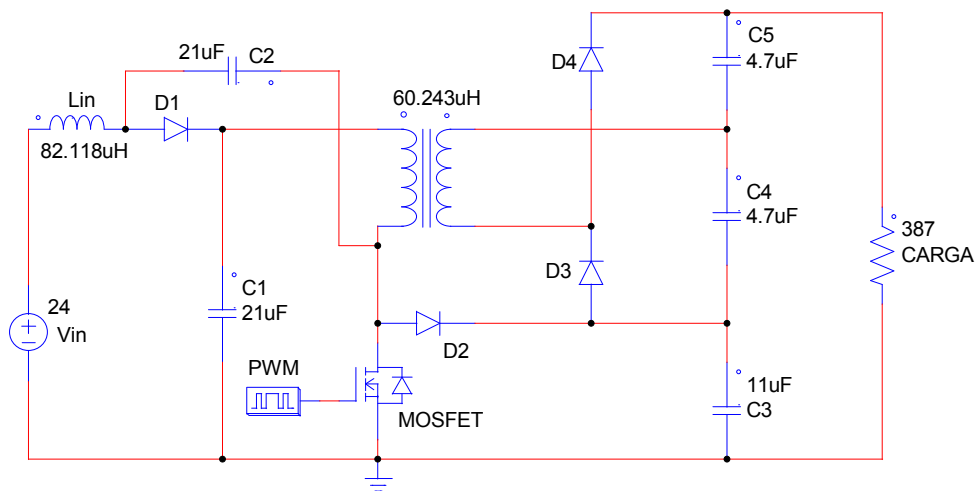 C5
4.7uF
21uF
C2
D4
60.243uH
Lin
D1
82.118uH
C4
4.7uF
387
CARGA
D3
C1
21uF
24
Vin
D2
PWM
11uF
C3
MOSFET